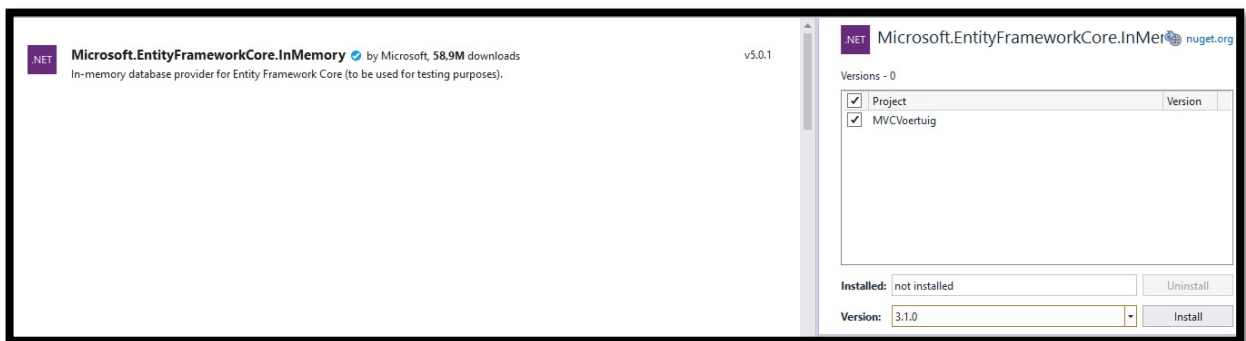 .NET
Microsoft.EntityFrameworkCore.InMemory by Microsoft, 58,9M downloads v5.0.1
In-memory database provider for Entity Framework Core (to be used for testing purposes).
.NET Microsoft.EntityFrameworkCore.InMer nuget.org
Versions - 0
Project Version
MVCVoertuig
Installed: not installed Uninstall
Version: 3.1.0 Install